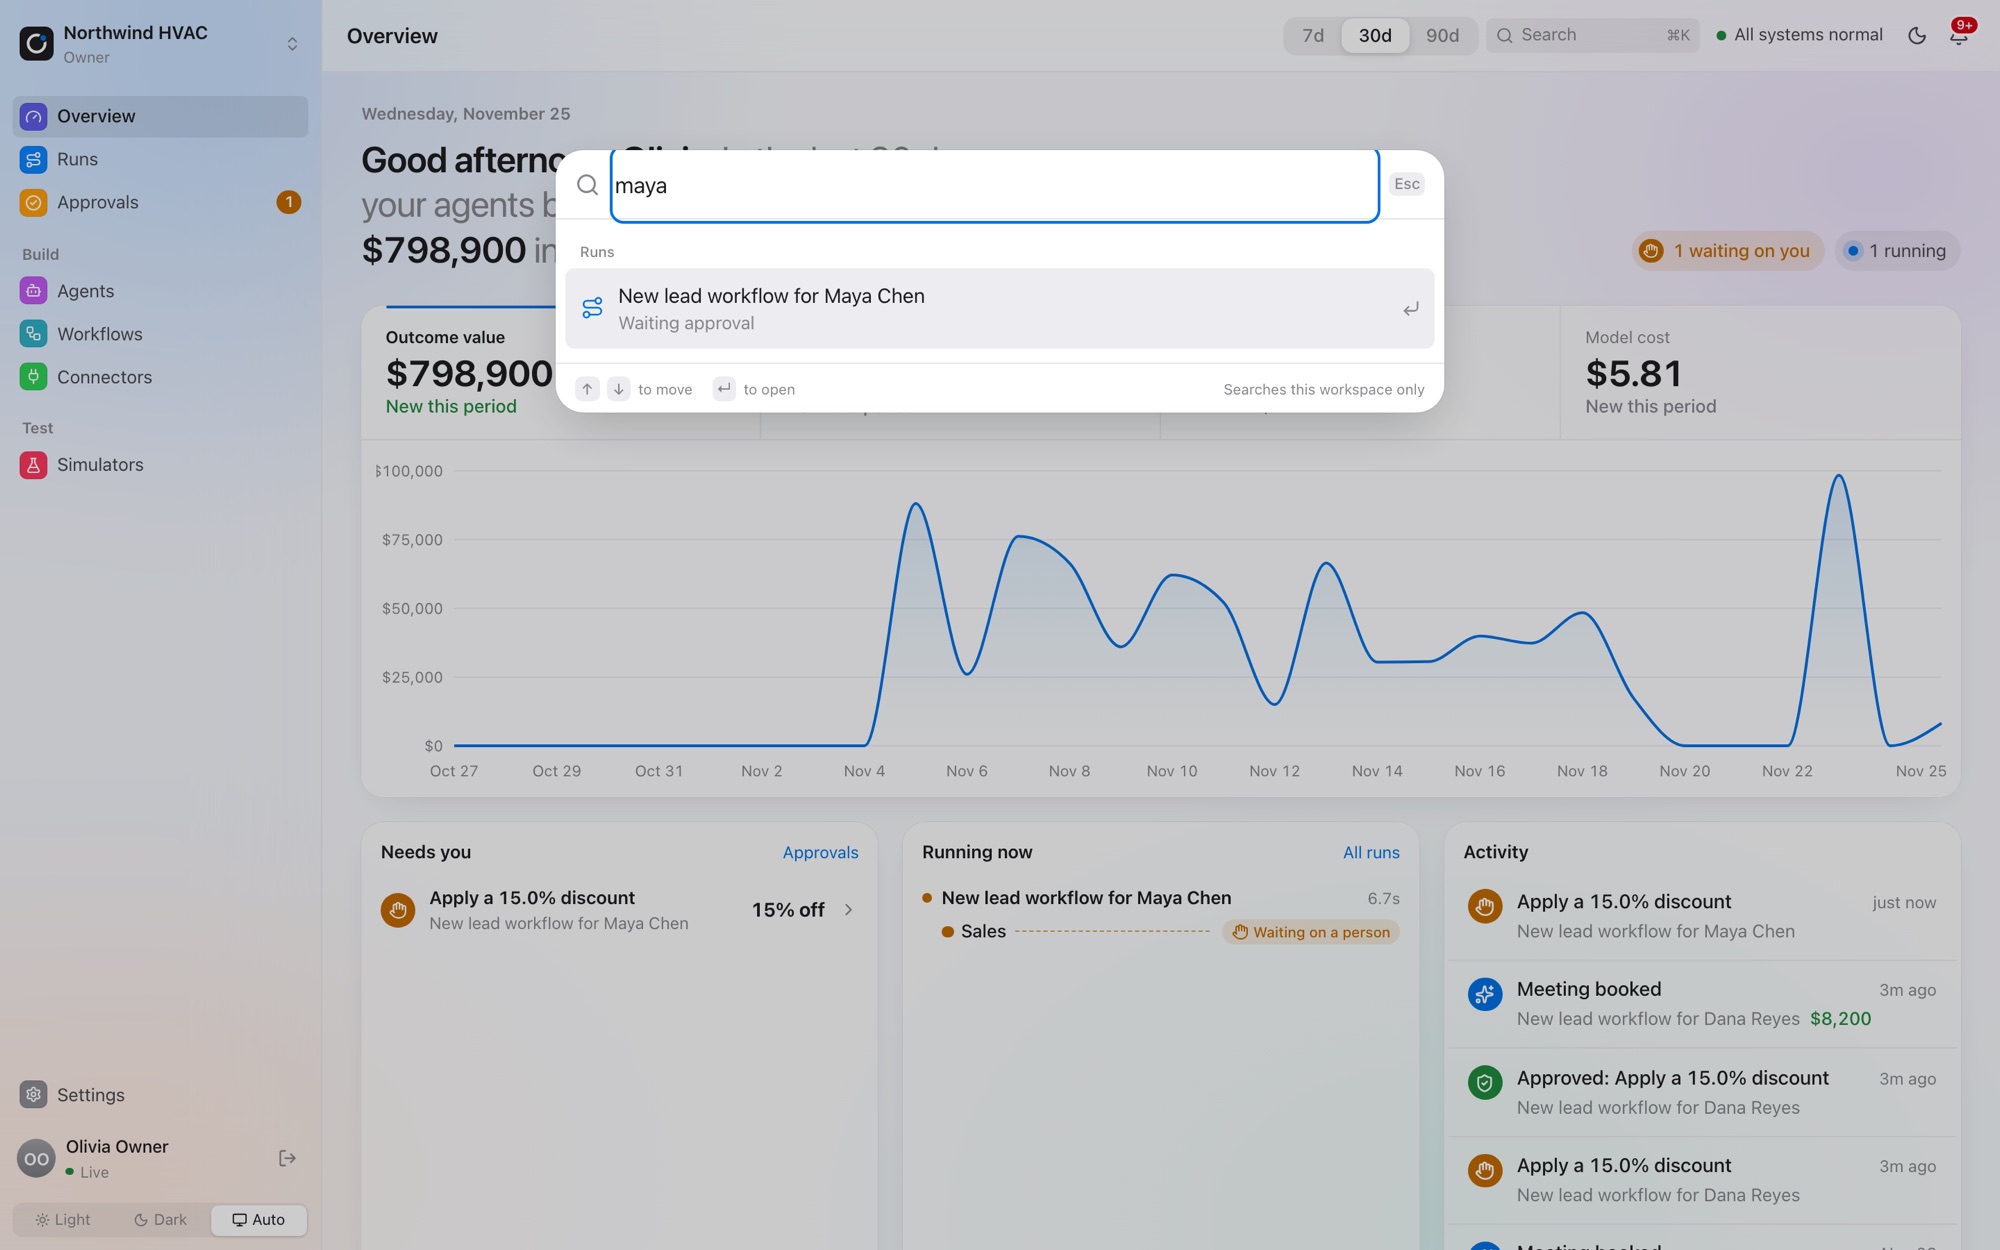 Northwind HVAC
Owner
Overview
Runs
Approvals
1
Build
Agents
Workflows
Connectors
Test
Simulators
Settings
OO
Olivia Owner
Live
Light
Dark
Auto
Overview
7d
30d
90d
Search
⌘K
All systems normal
9+
Wednesday, November 25
Good afterno
your agents b
$798,900 in
1 waiting on you
1 running
maya
Esc
Runs
New lead workflow for Maya Chen
Waiting approval
↑ ↓ to move
↵ to open
Searches this workspace only
Outcome value
$798,900
New this period
Model cost
$5.81
New this period
$100,000
$75,000
$50,000
$25,000
$0
Oct 27
Oct 29
Oct 31
Nov 2
Nov 4
Nov 6
Nov 8
Nov 10
Nov 12
Nov 14
Nov 16
Nov 18
Nov 20
Nov 22
Nov 25
Needs you
Approvals
Apply a 15.0% discount
New lead workflow for Maya Chen
15% off
Running now
All runs
New lead workflow for Maya Chen
6.7s
Sales
Waiting on a person
Activity
Apply a 15.0% discount
just now
New lead workflow for Maya Chen
Meeting booked
3m ago
New lead workflow for Dana Reyes $8,200
Approved: Apply a 15.0% discount
3m ago
New lead workflow for Dana Reyes
Apply a 15.0% discount
3m ago
New lead workflow for Dana Reyes
Meeting booked